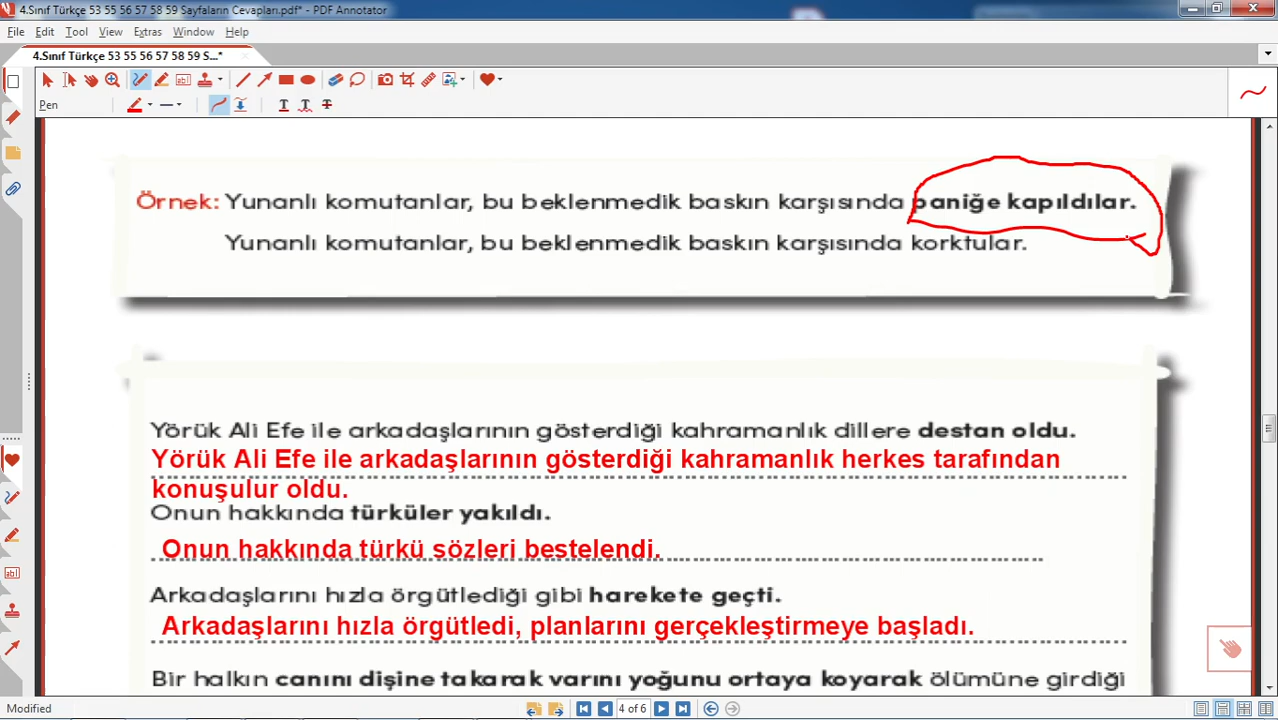 4.Sınıf Türkçe 53 55 56 57 58 59 Sayfaların Cevapları.pdf* - PDF Annotator
File Edit Tool View Extras Window Help
4.Sınıf Türkçe 53 55 56 57 58 59 S...*
Pen
Örnek: Yunanlı komutanlar, bu beklenmedik baskın karşısında paniğe kapıldılar.
Yunanlı komutanlar, bu beklenmedik baskın karşısında korktular.
Yörük Ali Efe ile arkadaşlarının gösterdiği kahramanlık dillere destan oldu.
Yörük Ali Efe ile arkadaşlarının gösterdiği kahramanlık herkes tarafından
konuşulur oldu.
Onun hakkında türküler yakıldı.
Onun hakkında türkü sözleri bestelendi.
Arkadaşlarını hızla örgütlediği gibi harekete geçti.
Arkadaşlarını hızla örgütledi, planlarını gerçekleştirmeye başladı.
Bir halkın canını dişine takarak varını yoğunu ortaya koyarak ölümüne girdiği
Modified
4 of 6